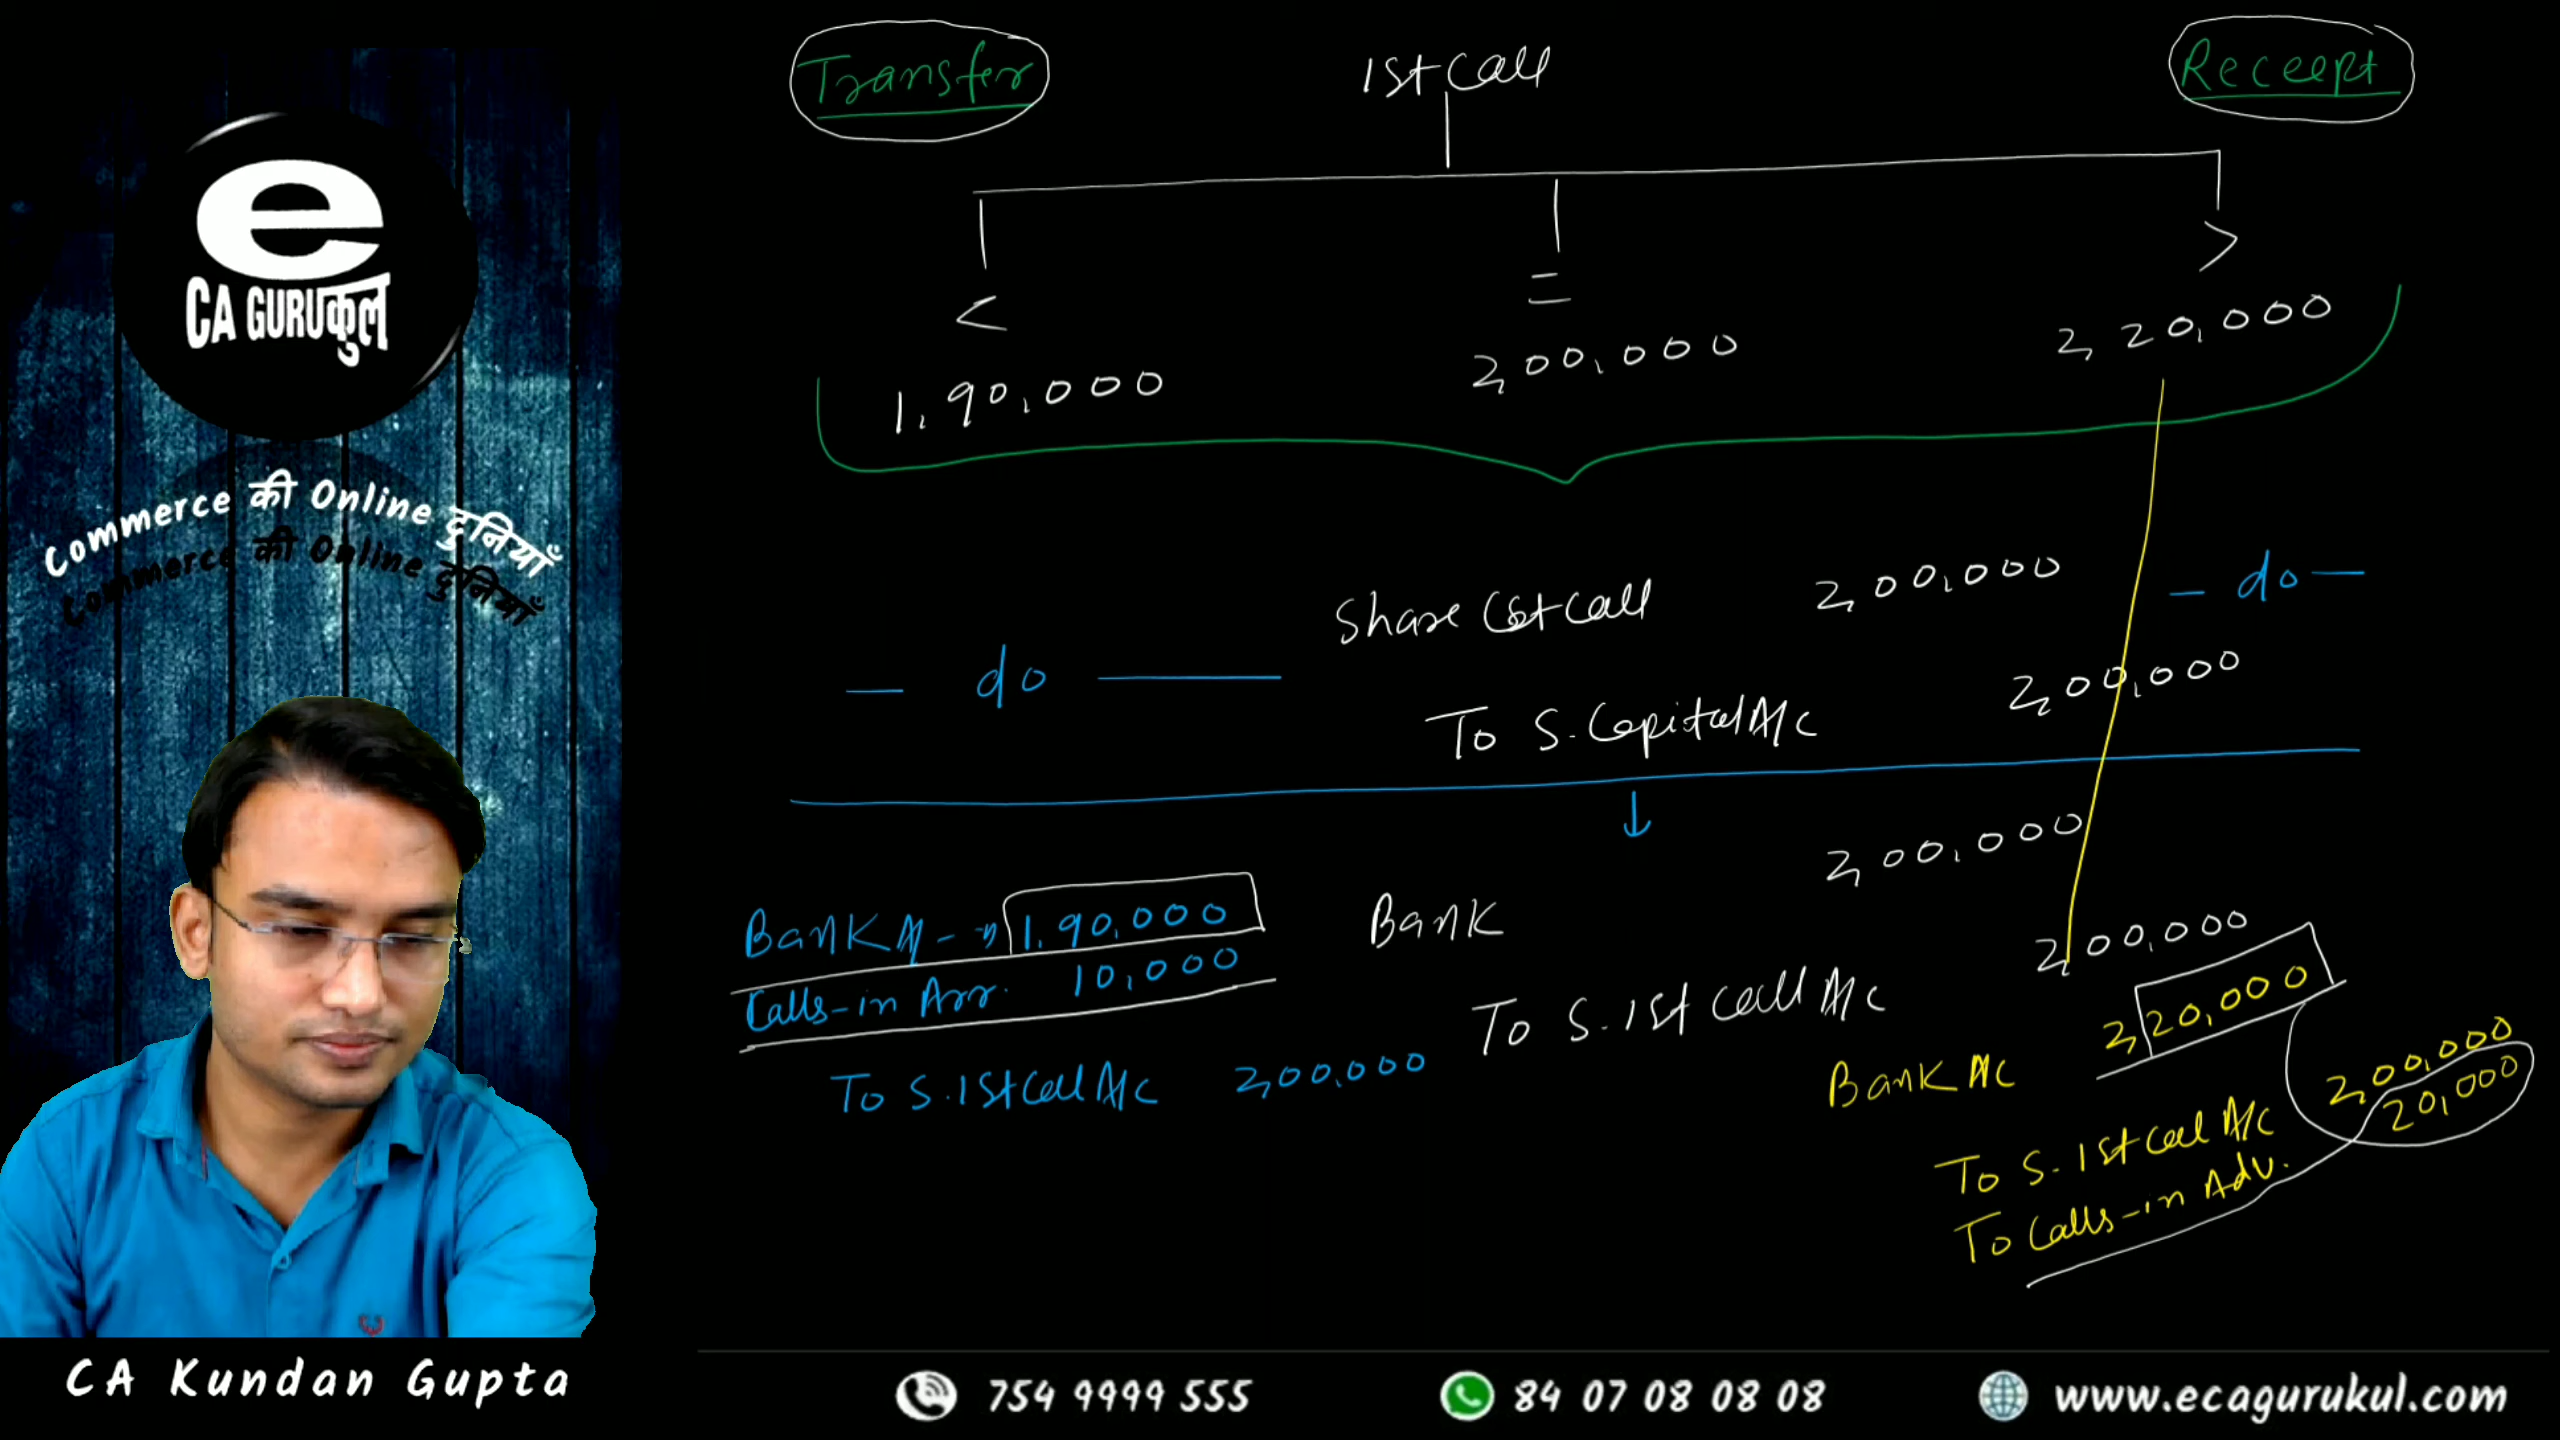 Transfer
1st Call
Receipt
e
CA GURUकुल
Commerce की Online दुनियाँ
Commerce की Online दुनियाँ
<
=
>
1,90,000
2,00,000
2,20,000
Share 1st Call 2,00,000
— do —
— do —
To S. Capital A/c 2,00,000
Bank A/c 1,90,000
Calls-in Arr. 10,000
To S. 1st Call A/c 2,00,000
Bank 2,00,000
To S. 1st Call A/c 2,00,000
Bank A/c 2,20,000
To S. 1st Call A/c 2,00,000
To Calls-in Adv. 20,000
CA Kundan Gupta
754 9999 555
84 07 08 08 08
www.ecagurukul.com